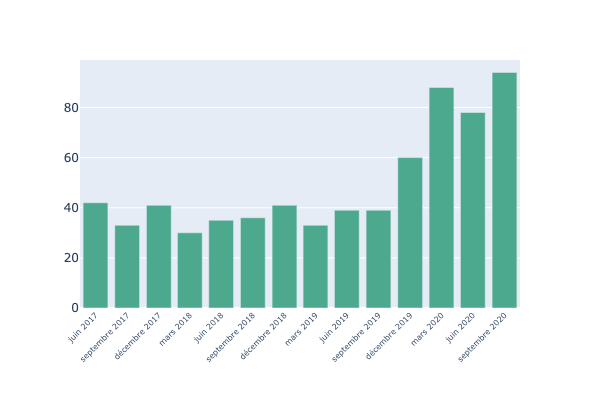 80
60
40
20
0
juin 2017
septembre 2017
décembre 2017
mars 2018
juin 2018
septembre 2018
décembre 2018
mars 2019
juin 2019
septembre 2019
décembre 2019
mars 2020
juin 2020
septembre 2020